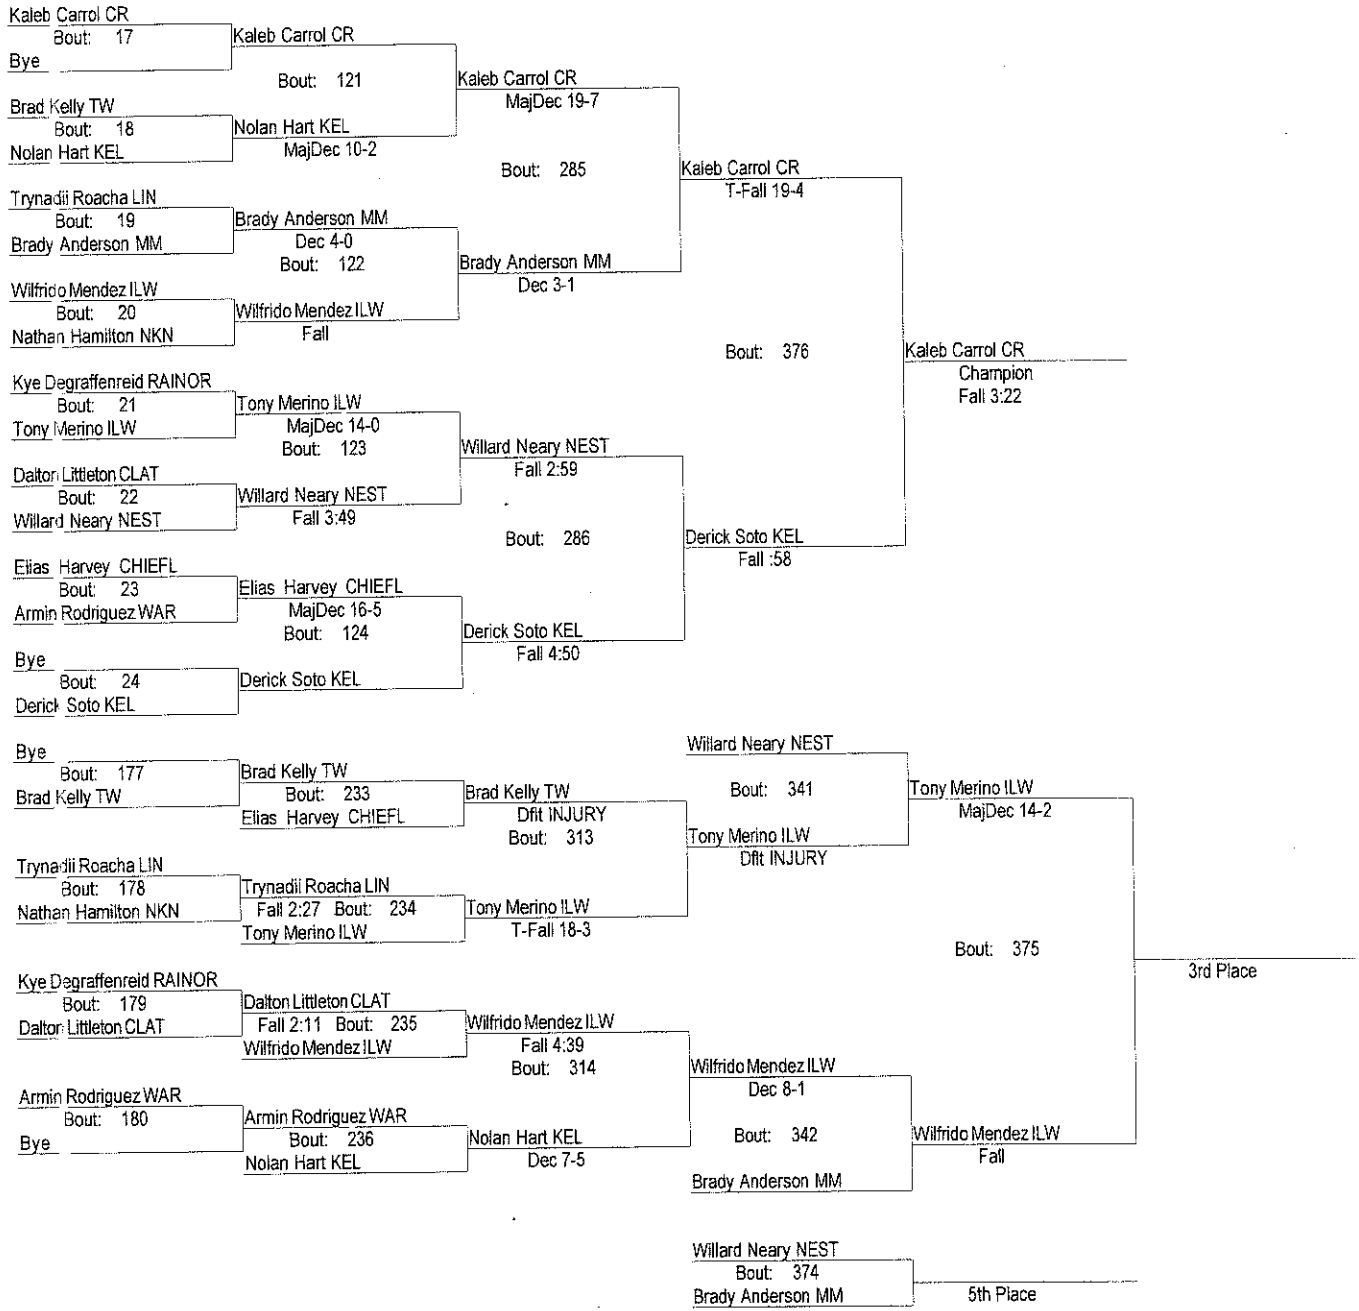 Kaleb Carrol CR
Bout: 17
Bye
Kaleb Carrol CR
Bout: 121
Brad Kelly TW
Bout: 18
Nolan Hart KEL
Nolan Hart KEL
MajDec 10-2
Kaleb Carrol CR
MajDec 19-7
Bout: 285
Trynadii Roacha LIN
Bout: 19
Brady Anderson MM
Brady Anderson MM
Dec 4-0
Bout: 122
Wilfrido Mendez ILW
Bout: 20
Nathan Hamilton NKN
Wilfrido Mendez ILW
Fall
Brady Anderson MM
Dec 3-1
Kaleb Carrol CR
T-Fall 19-4
Bout: 376
Kaleb Carrol CR
Champion
Fall 3:22
Kye Degraffenreid RAINOR
Bout: 21
Tony Merino ILW
Tony Merino ILW
MajDec 14-0
Bout: 123
Dalton Littleton CLAT
Bout: 22
Willard Neary NEST
Willard Neary NEST
Fall 3:49
Willard Neary NEST
Fall 2:59
Bout: 286
Elias Harvey CHIEFL
Bout: 23
Armin Rodriguez WAR
Elias Harvey CHIEFL
MajDec 16-5
Bout: 124
Bye
Bout: 24
Derick Soto KEL
Derick Soto KEL
Derick Soto KEL
Fall 4:50
Derick Soto KEL
Fall :58
Bye
Bout: 177
Brad Kelly TW
Brad Kelly TW
Bout: 233
Elias Harvey CHIEFL
Brad Kelly TW
Dflt INJURY
Bout: 313
Trynadii Roacha LIN
Bout: 178
Nathan Hamilton NKN
Trynadii Roacha LIN
Fall 2:27 Bout: 234
Tony Merino ILW
Tony Merino ILW
T-Fall 18-3
Willard Neary NEST
Bout: 341
Tony Merino ILW
Dflt INJURY
Tony Merino ILW
MajDec 14-2
Bout: 375
3rd Place
Kye Degraffenreid RAINOR
Bout: 179
Dalton Littleton CLAT
Dalton Littleton CLAT
Fall 2:11 Bout: 235
Wilfrido Mendez ILW
Wilfrido Mendez ILW
Fall 4:39
Bout: 314
Armin Rodriguez WAR
Bout: 180
Bye
Armin Rodriguez WAR
Bout: 236
Nolan Hart KEL
Nolan Hart KEL
Dec 7-5
Wilfrido Mendez ILW
Dec 8-1
Bout: 342
Brady Anderson MM
Wilfrido Mendez ILW
Fall
Willard Neary NEST
Bout: 374
Brady Anderson MM
5th Place